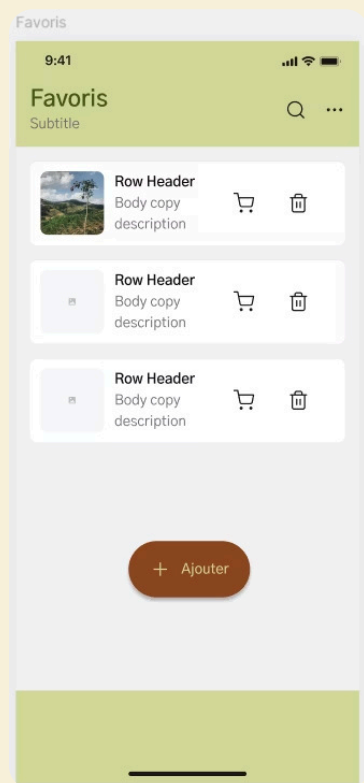 Favoris
9:41
Favoris
Subtitle
Row Header
Body copy
description
Row Header
Body copy
description
Row Header
Body copy
description
Ajouter